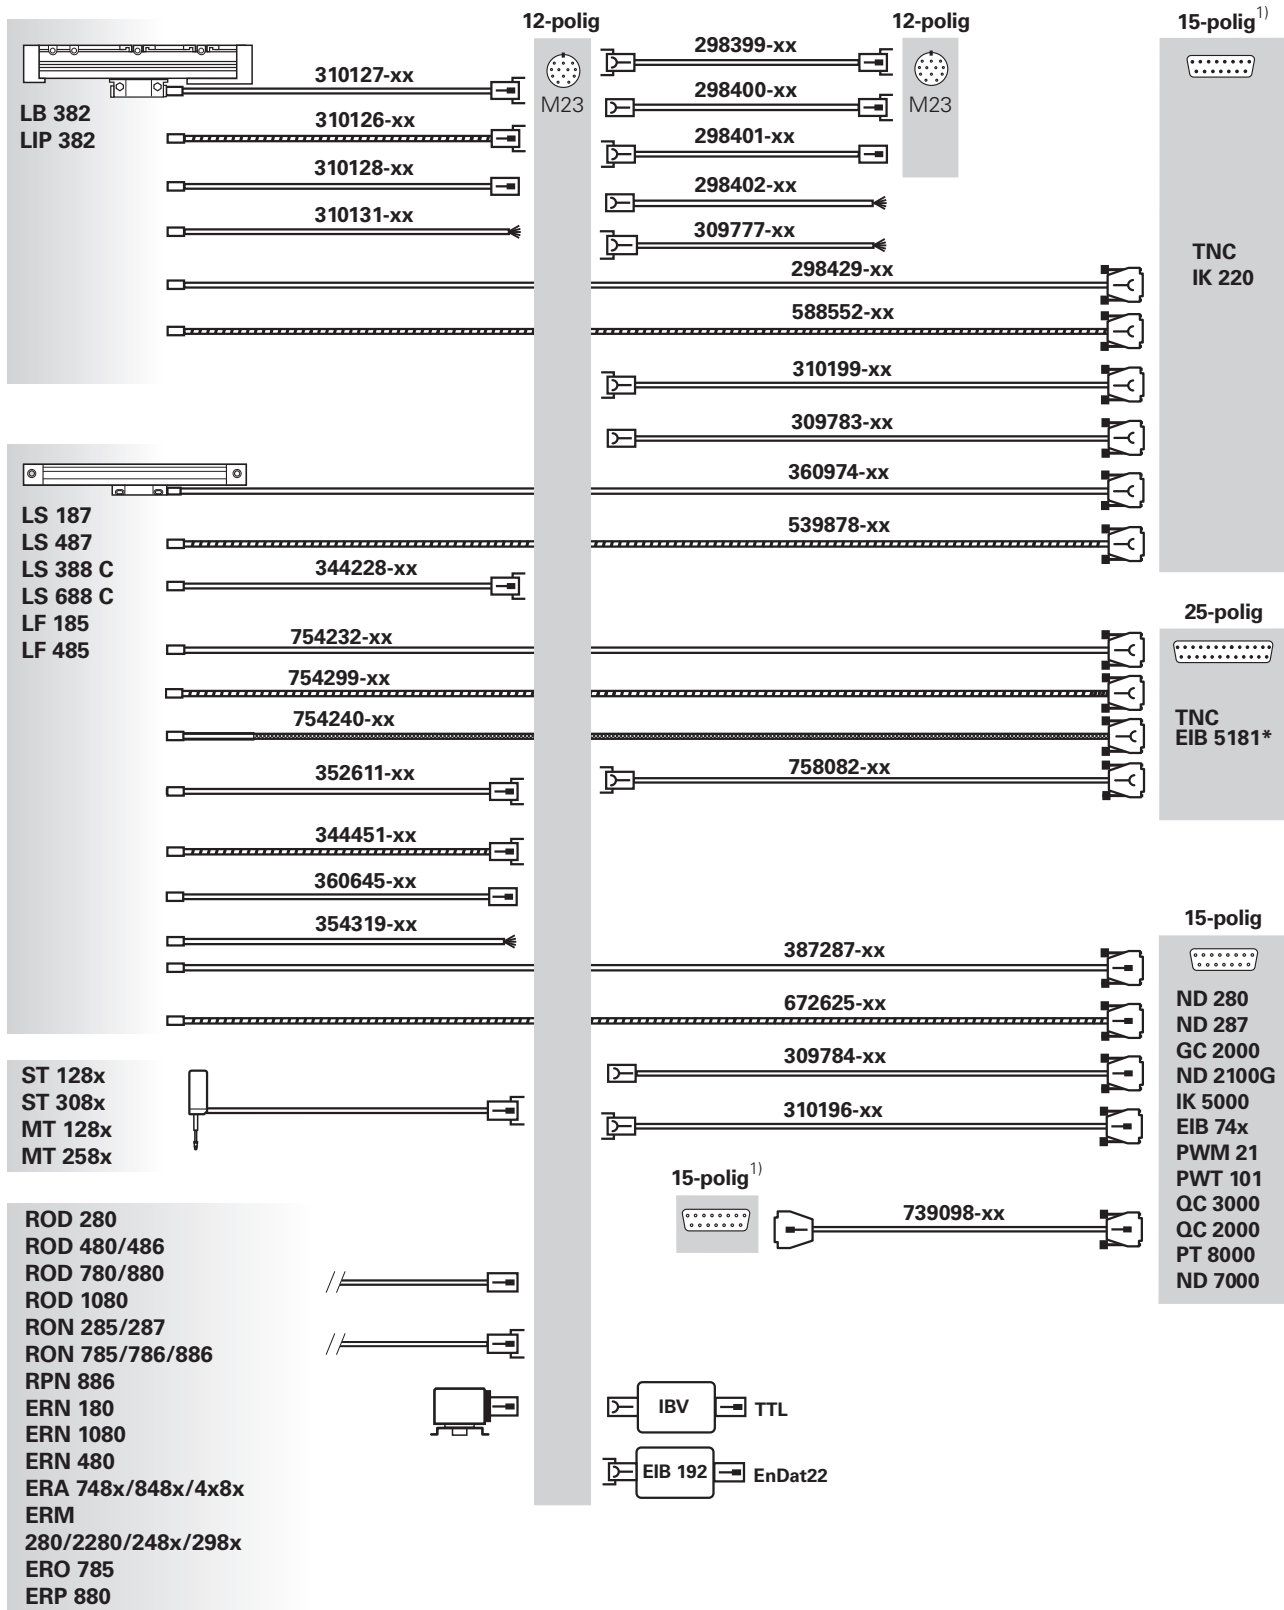 12-polig
12-polig
15-polig1)
M23
M23
LB 382
LIP 382
310127-xx
310126-xx
310128-xx
310131-xx
298399-xx
298400-xx
298401-xx
298402-xx
309777-xx
298429-xx
588552-xx
310199-xx
309783-xx
TNC
IK 220
LS 187
LS 487
LS 388 C
LS 688 C
LF 185
LF 485
360974-xx
539878-xx
344228-xx
754232-xx
754299-xx
754240-xx
352611-xx
758082-xx
25-polig
TNC
EIB 5181*
344451-xx
360645-xx
354319-xx
387287-xx
672625-xx
15-polig
ND 280
ND 287
GC 2000
ND 2100G
IK 5000
EIB 74x
PWM 21
PWT 101
QC 3000
QC 2000
PT 8000
ND 7000
ST 128x
ST 308x
MT 128x
MT 258x
309784-xx
310196-xx
15-polig1)
739098-xx
ROD 280
ROD 480/486
ROD 780/880
ROD 1080
RON 285/287
RON 785/786/886
RPN 886
ERN 180
ERN 1080
ERN 480
ERA 748x/848x/4x8x
ERM
280/2280/248x/298x
ERO 785
ERP 880
IBV
TTL
EIB 192
EnDat22